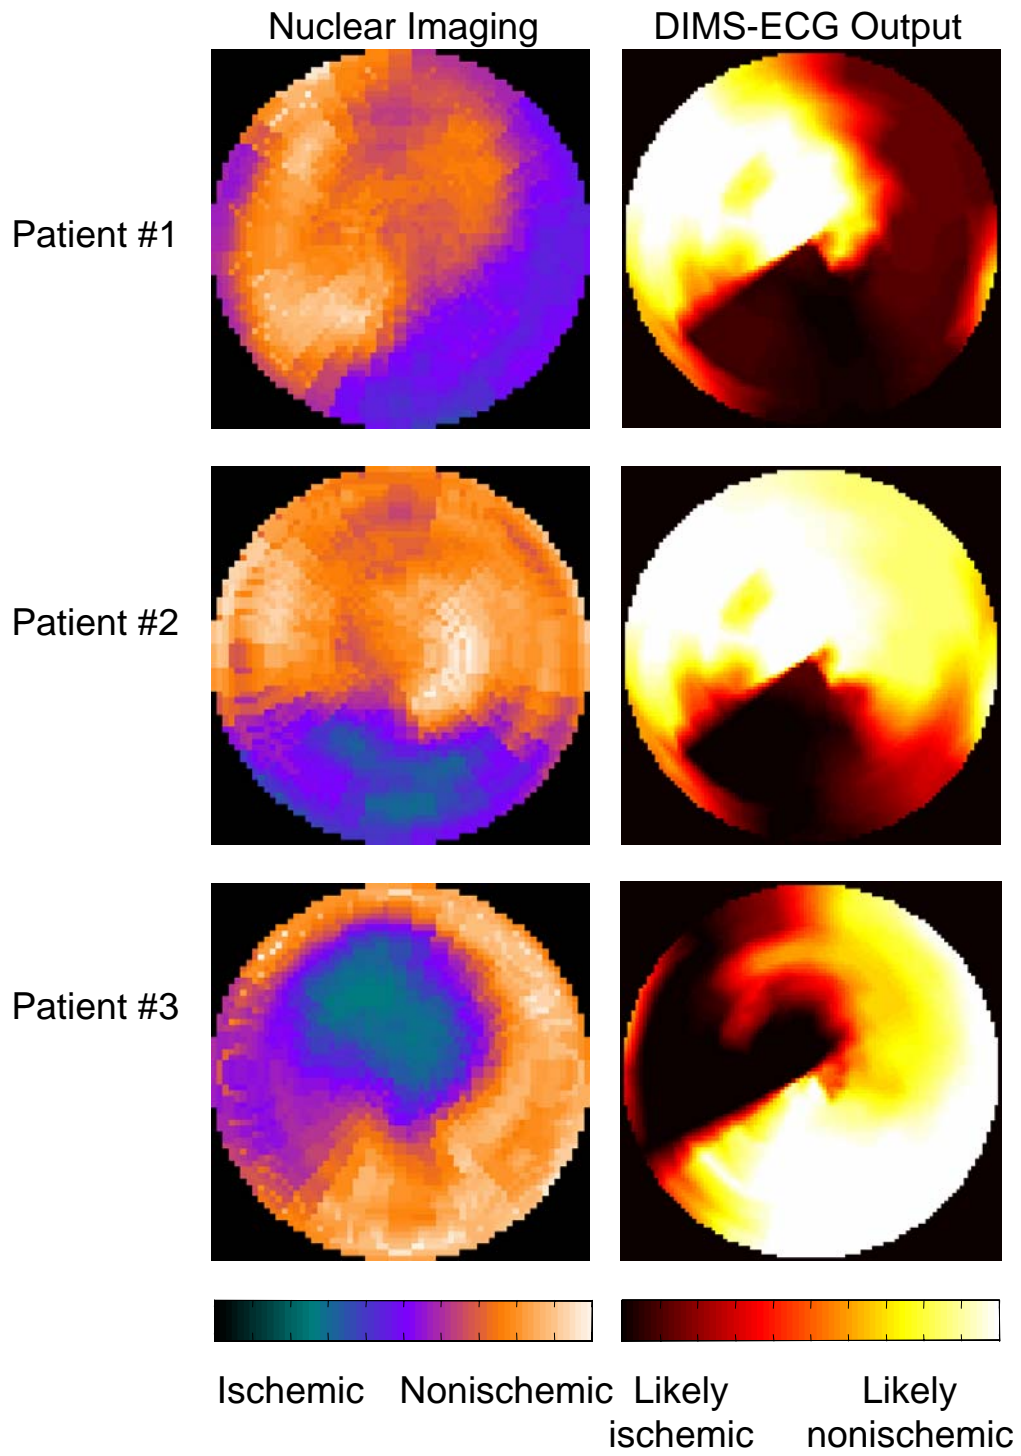 Nuclear Imaging
DIMS-ECG Output
Patient #1
Patient #2
Patient #3
Ischemic
Nonischemic
Likely
ischemic
Likely
nonischemic